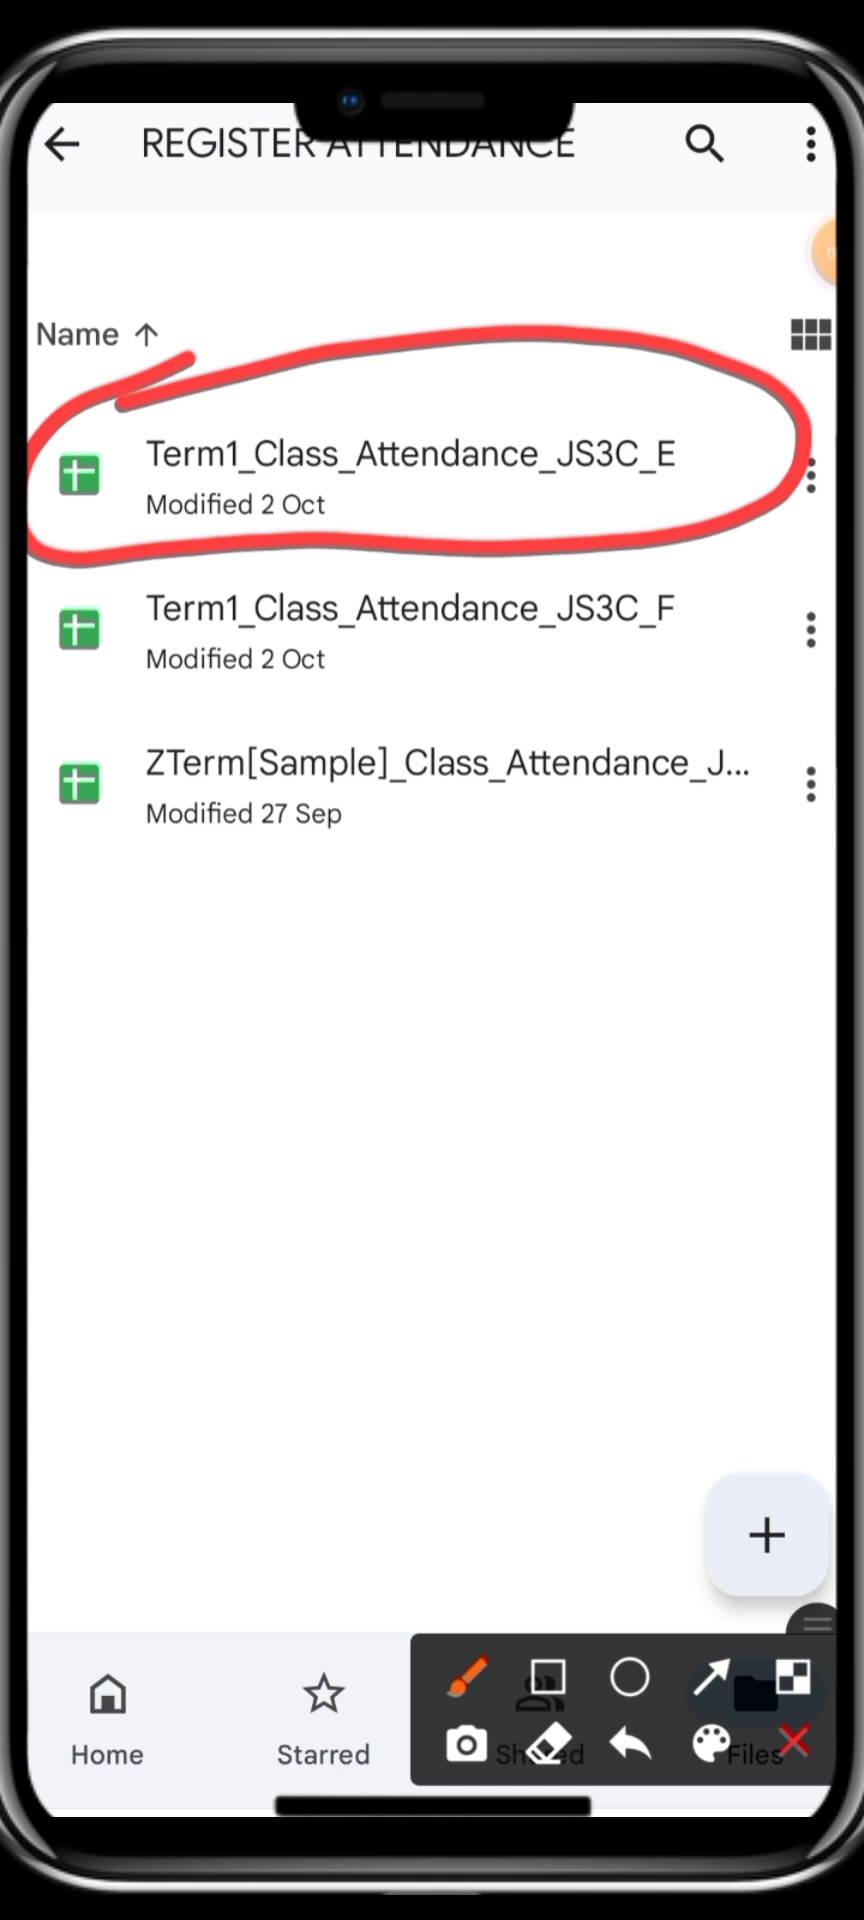 REGISTER ATTENDANCE
Name
Term1_Class_Attendance_JS3C_E
Modified 2 Oct
Term1_Class_Attendance_JS3C_F
Modified 2 Oct
ZTerm[Sample]_Class_Attendance_J...
Modified 27 Sep
Home
Starred
Shared
Files